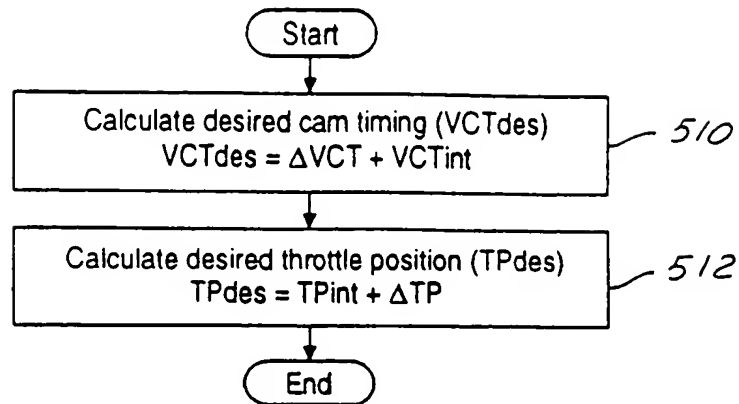 Start
Calculate desired cam timing (VCTdes)
VCTdes = ΔVCT + VCTint
510
Calculate desired throttle position (TPdes)
TPdes = TPint + ΔTP
512
End